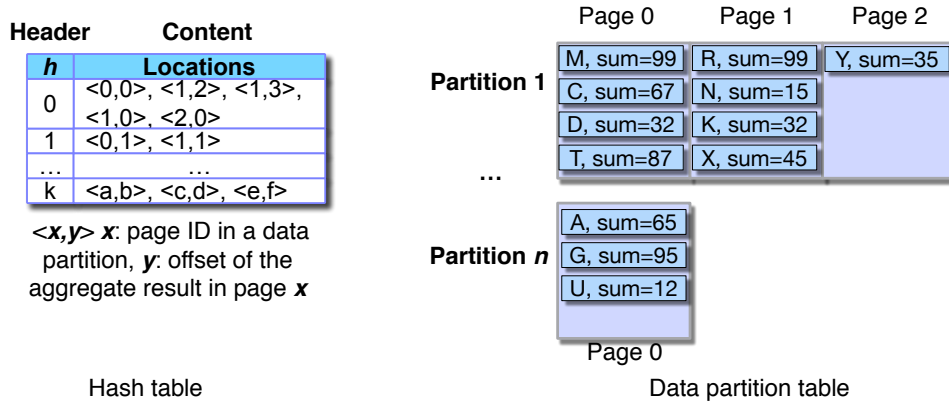 Header Content
h Locations
0 <0,0>, <1,2>, <1,3>,
<1,0>, <2,0>
1 <0,1>, <1,1>
... ...
k <a,b>, <c,d>, <e,f>
<x,y> x: page ID in a data
partition, y: offset of the
aggregate result in page x
Hash table
Page 0 Page 1 Page 2
Partition 1
M, sum=99 R, sum=99 Y, sum=35
C, sum=67 N, sum=15
D, sum=32 K, sum=32
T, sum=87 X, sum=45
...
Partition n
A, sum=65
G, sum=95
U, sum=12
Page 0
Data partition table